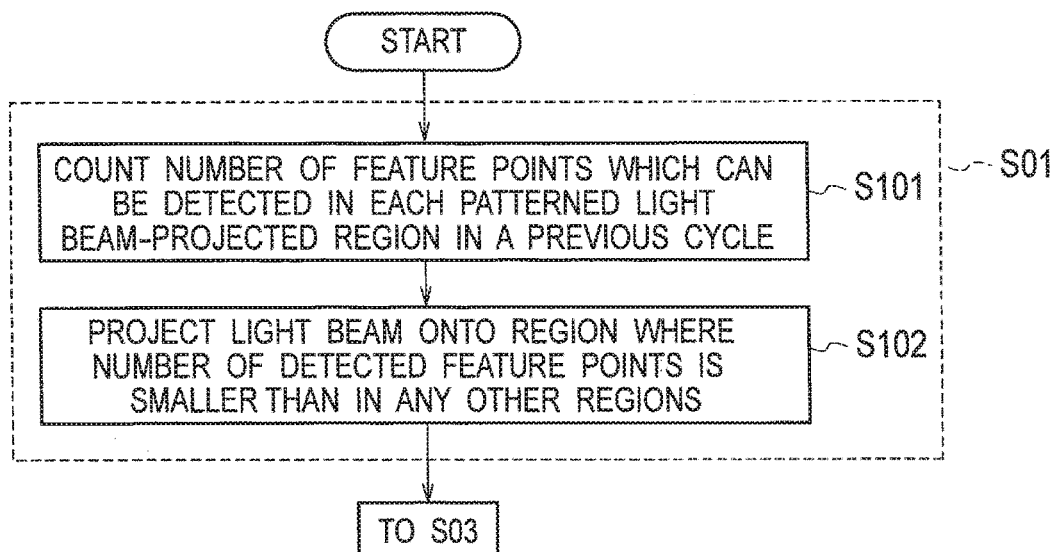 START
COUNT NUMBER OF FEATURE POINTS WHICH CAN
BE DETECTED IN EACH PATTERNED LIGHT
BEAM-PROJECTED REGION IN A PREVIOUS CYCLE
S101
S01
PROJECT LIGHT BEAM ONTO REGION WHERE
NUMBER OF DETECTED FEATURE POINTS IS
SMALLER THAN IN ANY OTHER REGIONS
S102
TO S03